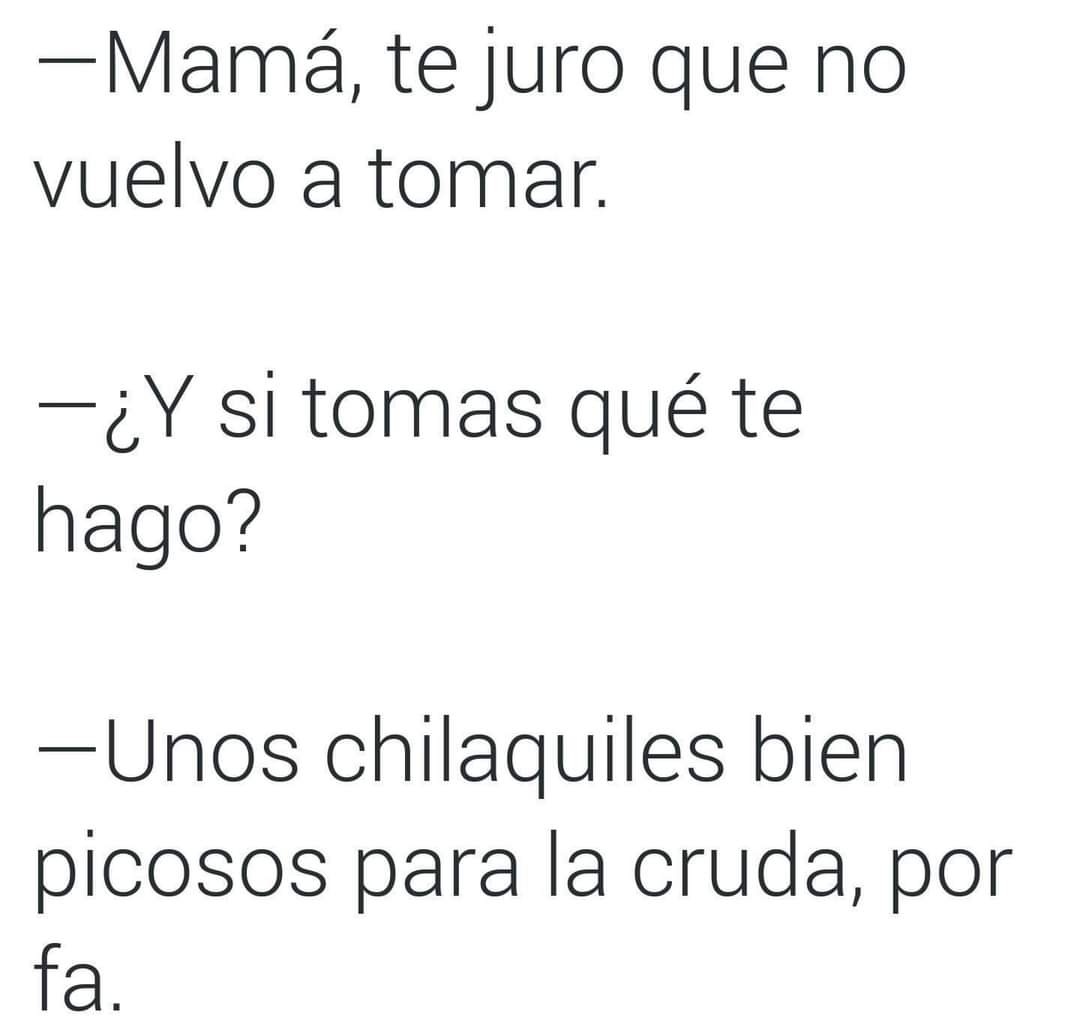 —Mamá, te juro que no
vuelvo a tomar.
—¿Y si tomas qué te
hago?
—Unos chilaquiles bien
picosos para la cruda, por
fa.